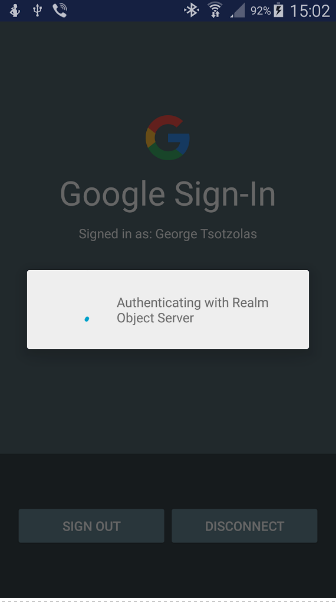 92% 15:02
Google Sign-In
Signed in as: George Tsotzolas
Authenticating with Realm
Object Server
SIGN OUT DISCONNECT